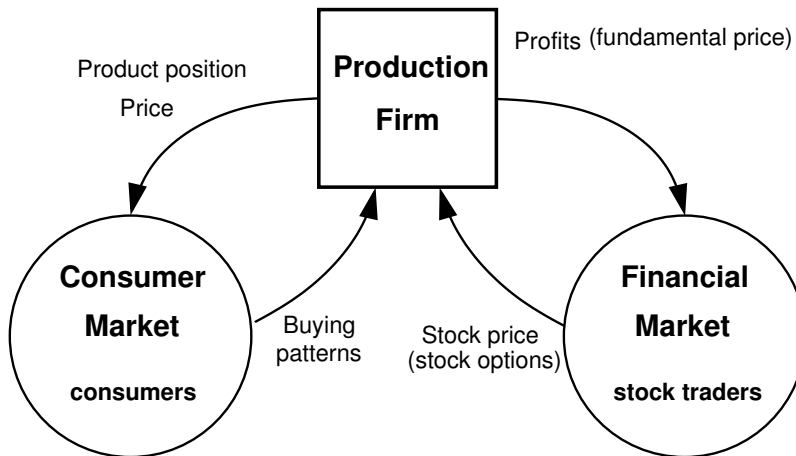 Production
Firm
Product position
Price
Profits (fundamental price)
Consumer
Market
consumers
Buying
patterns
Stock price
(stock options)
Financial
Market
stock traders